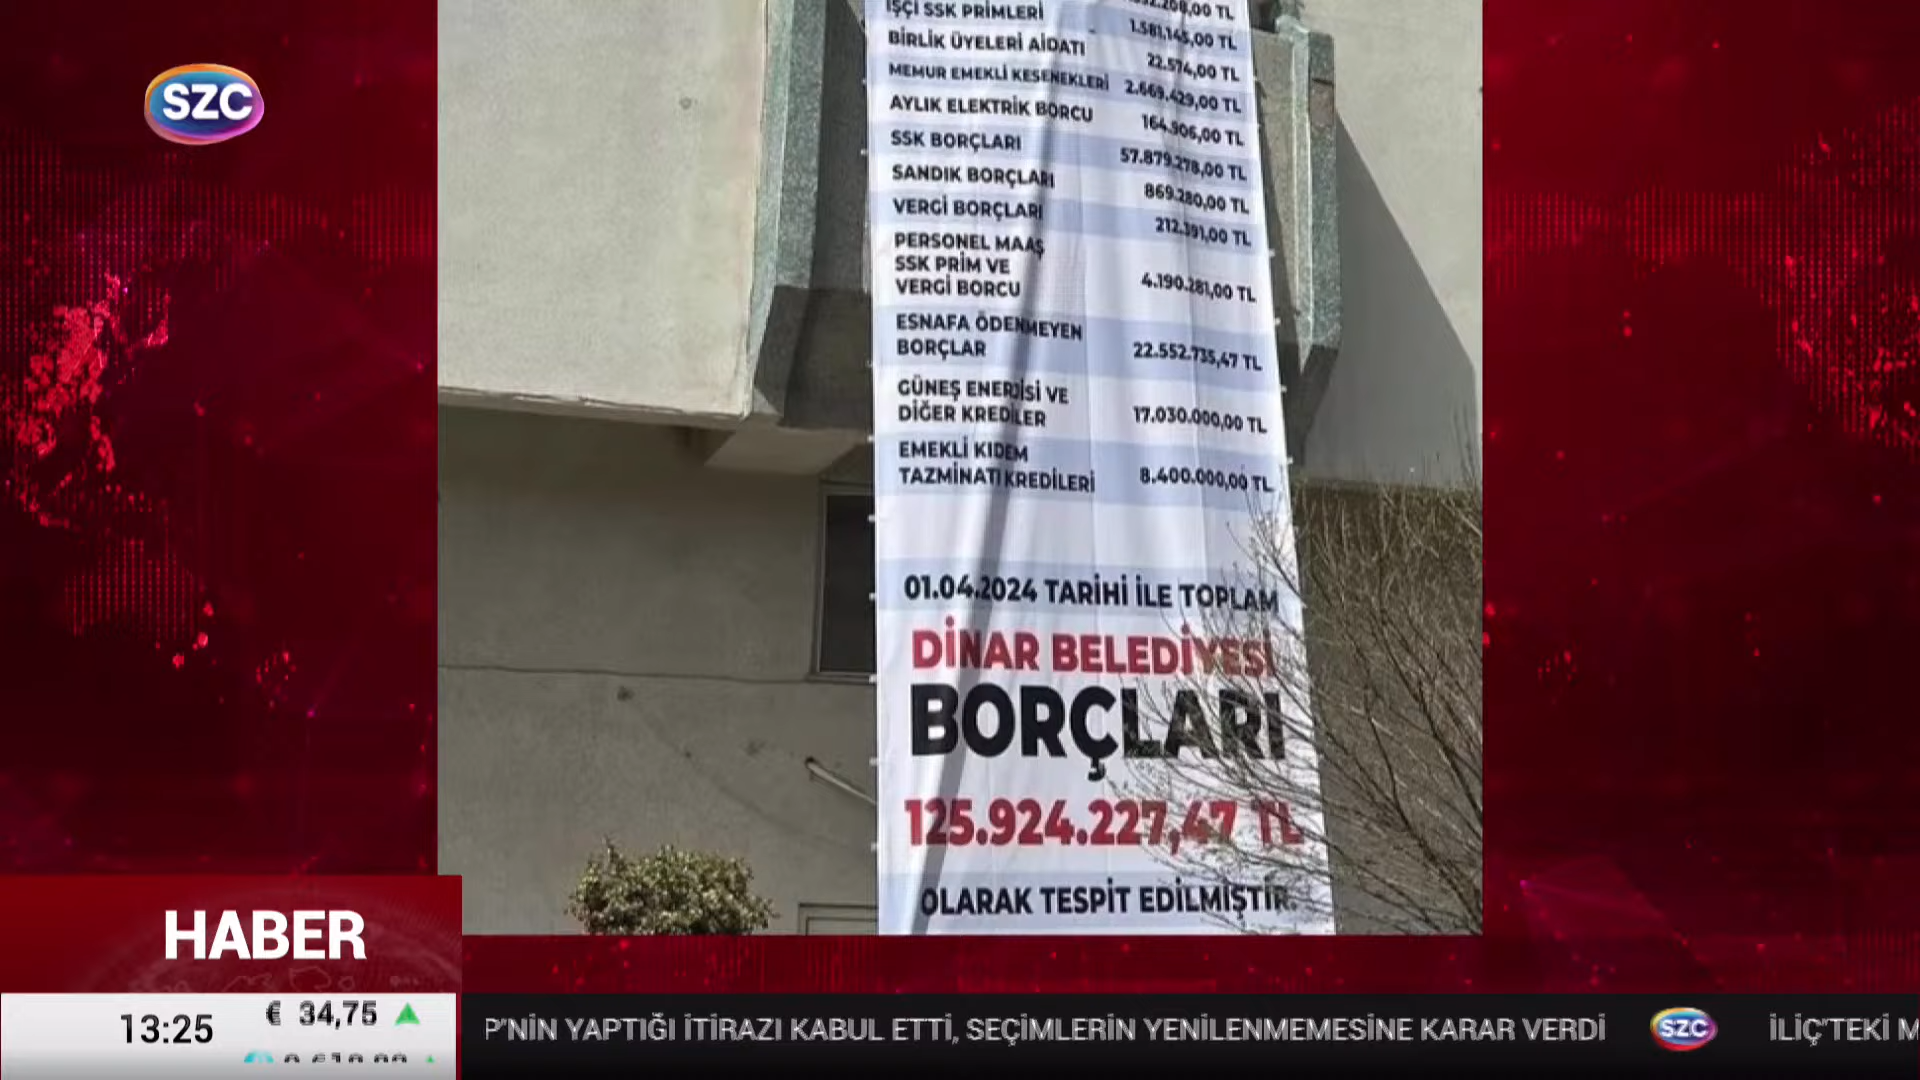 İŞÇİ SSK PRİMLERİ 1.581.145,00 TL
BİRLİK ÜYELERİ AİDATI 22.574,00 TL
MEMUR EMEKLİ KESENEKLERİ 2.669.429,00 TL
AYLIK ELEKTRİK BORCU 164.906,00 TL
SSK BORÇLARI 57.879.278,00 TL
SANDIK BORÇLARI 869.280,00 TL
VERGİ BORÇLARI 212.391,00 TL
PERSONEL MAAŞ
SSK PRİM VE
VERGİ BORCU 4.190.281,00 TL
ESNAFA ÖDENMEYEN
BORÇLAR 22.552.735,47 TL
GÜNEŞ ENERJİSİ VE
DİĞER KREDİLER 17.030.000,00 TL
EMEKLİ KIDEM
TAZMİNATI KREDİLERİ 8.400.000,00 TL
01.04.2024 TARİHİ İLE TOPLAM
DİNAR BELEDİYESİ
BORÇLARI
125.924.227,47 TL
OLARAK TESPİT EDİLMİŞTİR.
SZC
HABER
13:25
€ 34,75
P'NİN YAPTIĞI İTİRAZI KABUL ETTİ, SEÇİMLERİN YENİLENMEMESİNE KARAR VERDİ
SZC
İLİÇ'TEKİ M